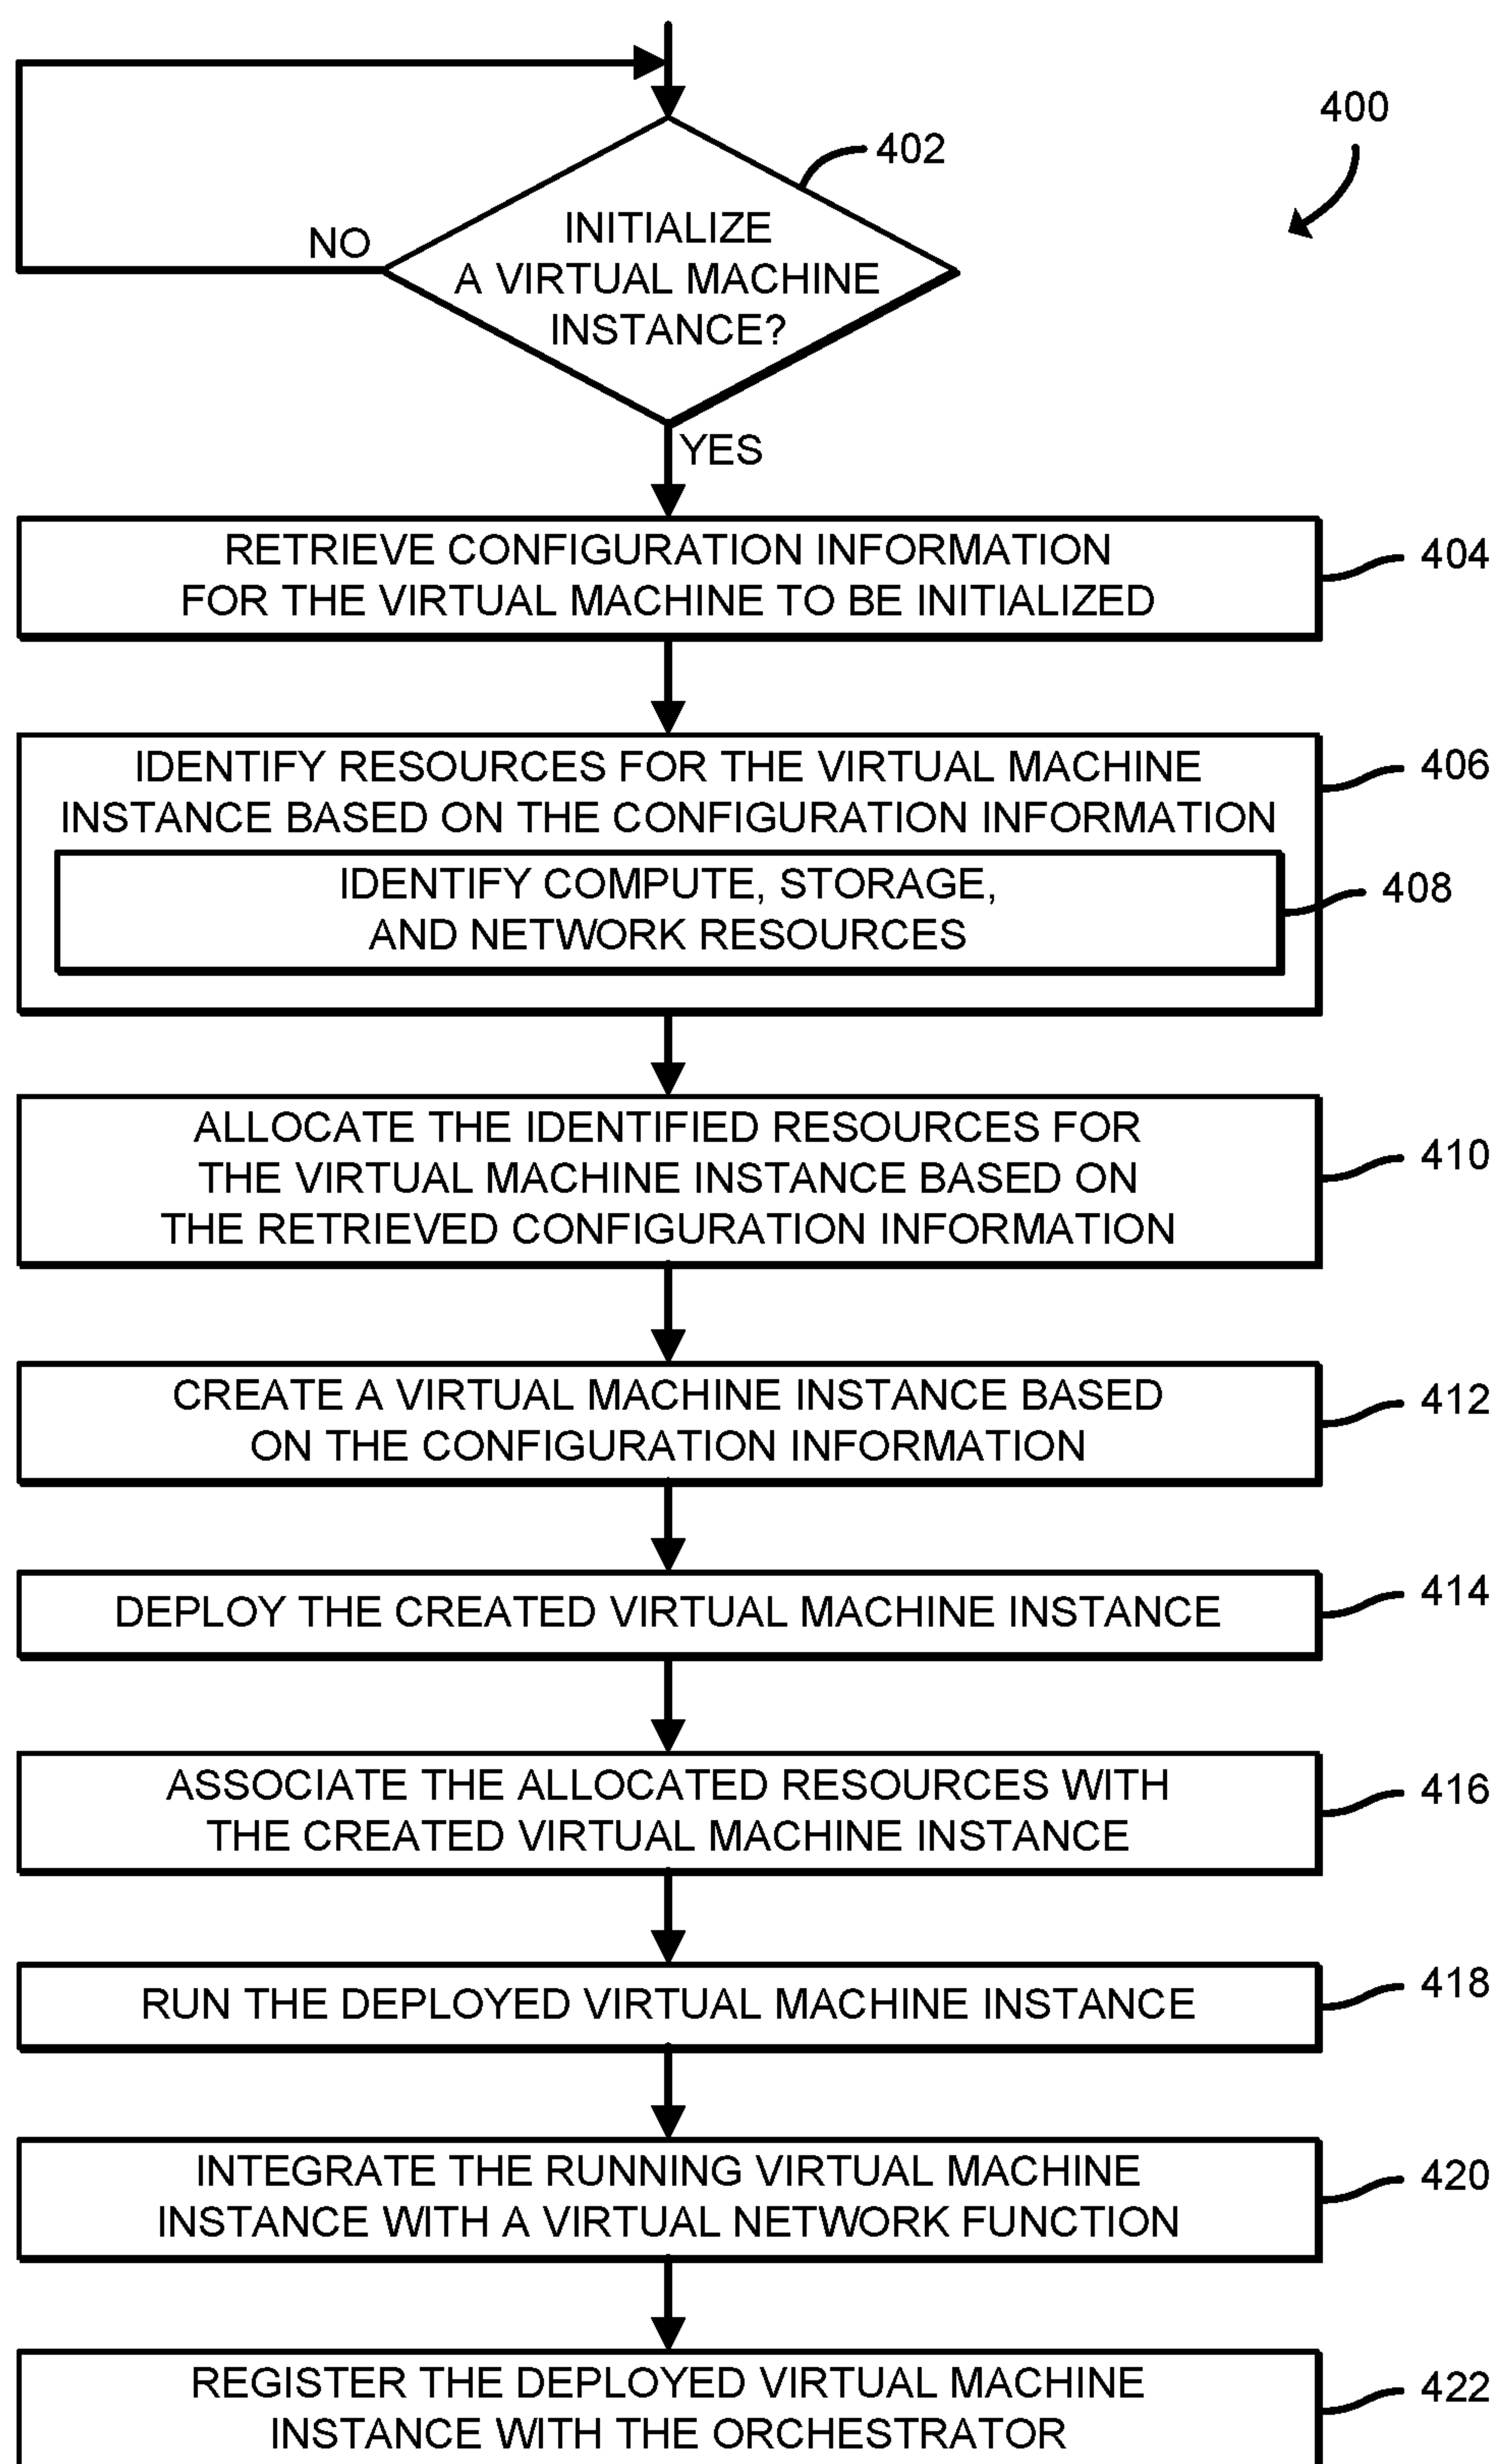 400
402
INITIALIZE
A VIRTUAL MACHINE
INSTANCE?
NO
YES
RETRIEVE CONFIGURATION INFORMATION
FOR THE VIRTUAL MACHINE TO BE INITIALIZED
404
IDENTIFY RESOURCES FOR THE VIRTUAL MACHINE
INSTANCE BASED ON THE CONFIGURATION INFORMATION
406
IDENTIFY COMPUTE, STORAGE,
AND NETWORK RESOURCES
408
ALLOCATE THE IDENTIFIED RESOURCES FOR
THE VIRTUAL MACHINE INSTANCE BASED ON
THE RETRIEVED CONFIGURATION INFORMATION
410
CREATE A VIRTUAL MACHINE INSTANCE BASED
ON THE CONFIGURATION INFORMATION
412
DEPLOY THE CREATED VIRTUAL MACHINE INSTANCE
414
ASSOCIATE THE ALLOCATED RESOURCES WITH
THE CREATED VIRTUAL MACHINE INSTANCE
416
RUN THE DEPLOYED VIRTUAL MACHINE INSTANCE
418
INTEGRATE THE RUNNING VIRTUAL MACHINE
INSTANCE WITH A VIRTUAL NETWORK FUNCTION
420
REGISTER THE DEPLOYED VIRTUAL MACHINE
INSTANCE WITH THE ORCHESTRATOR
422